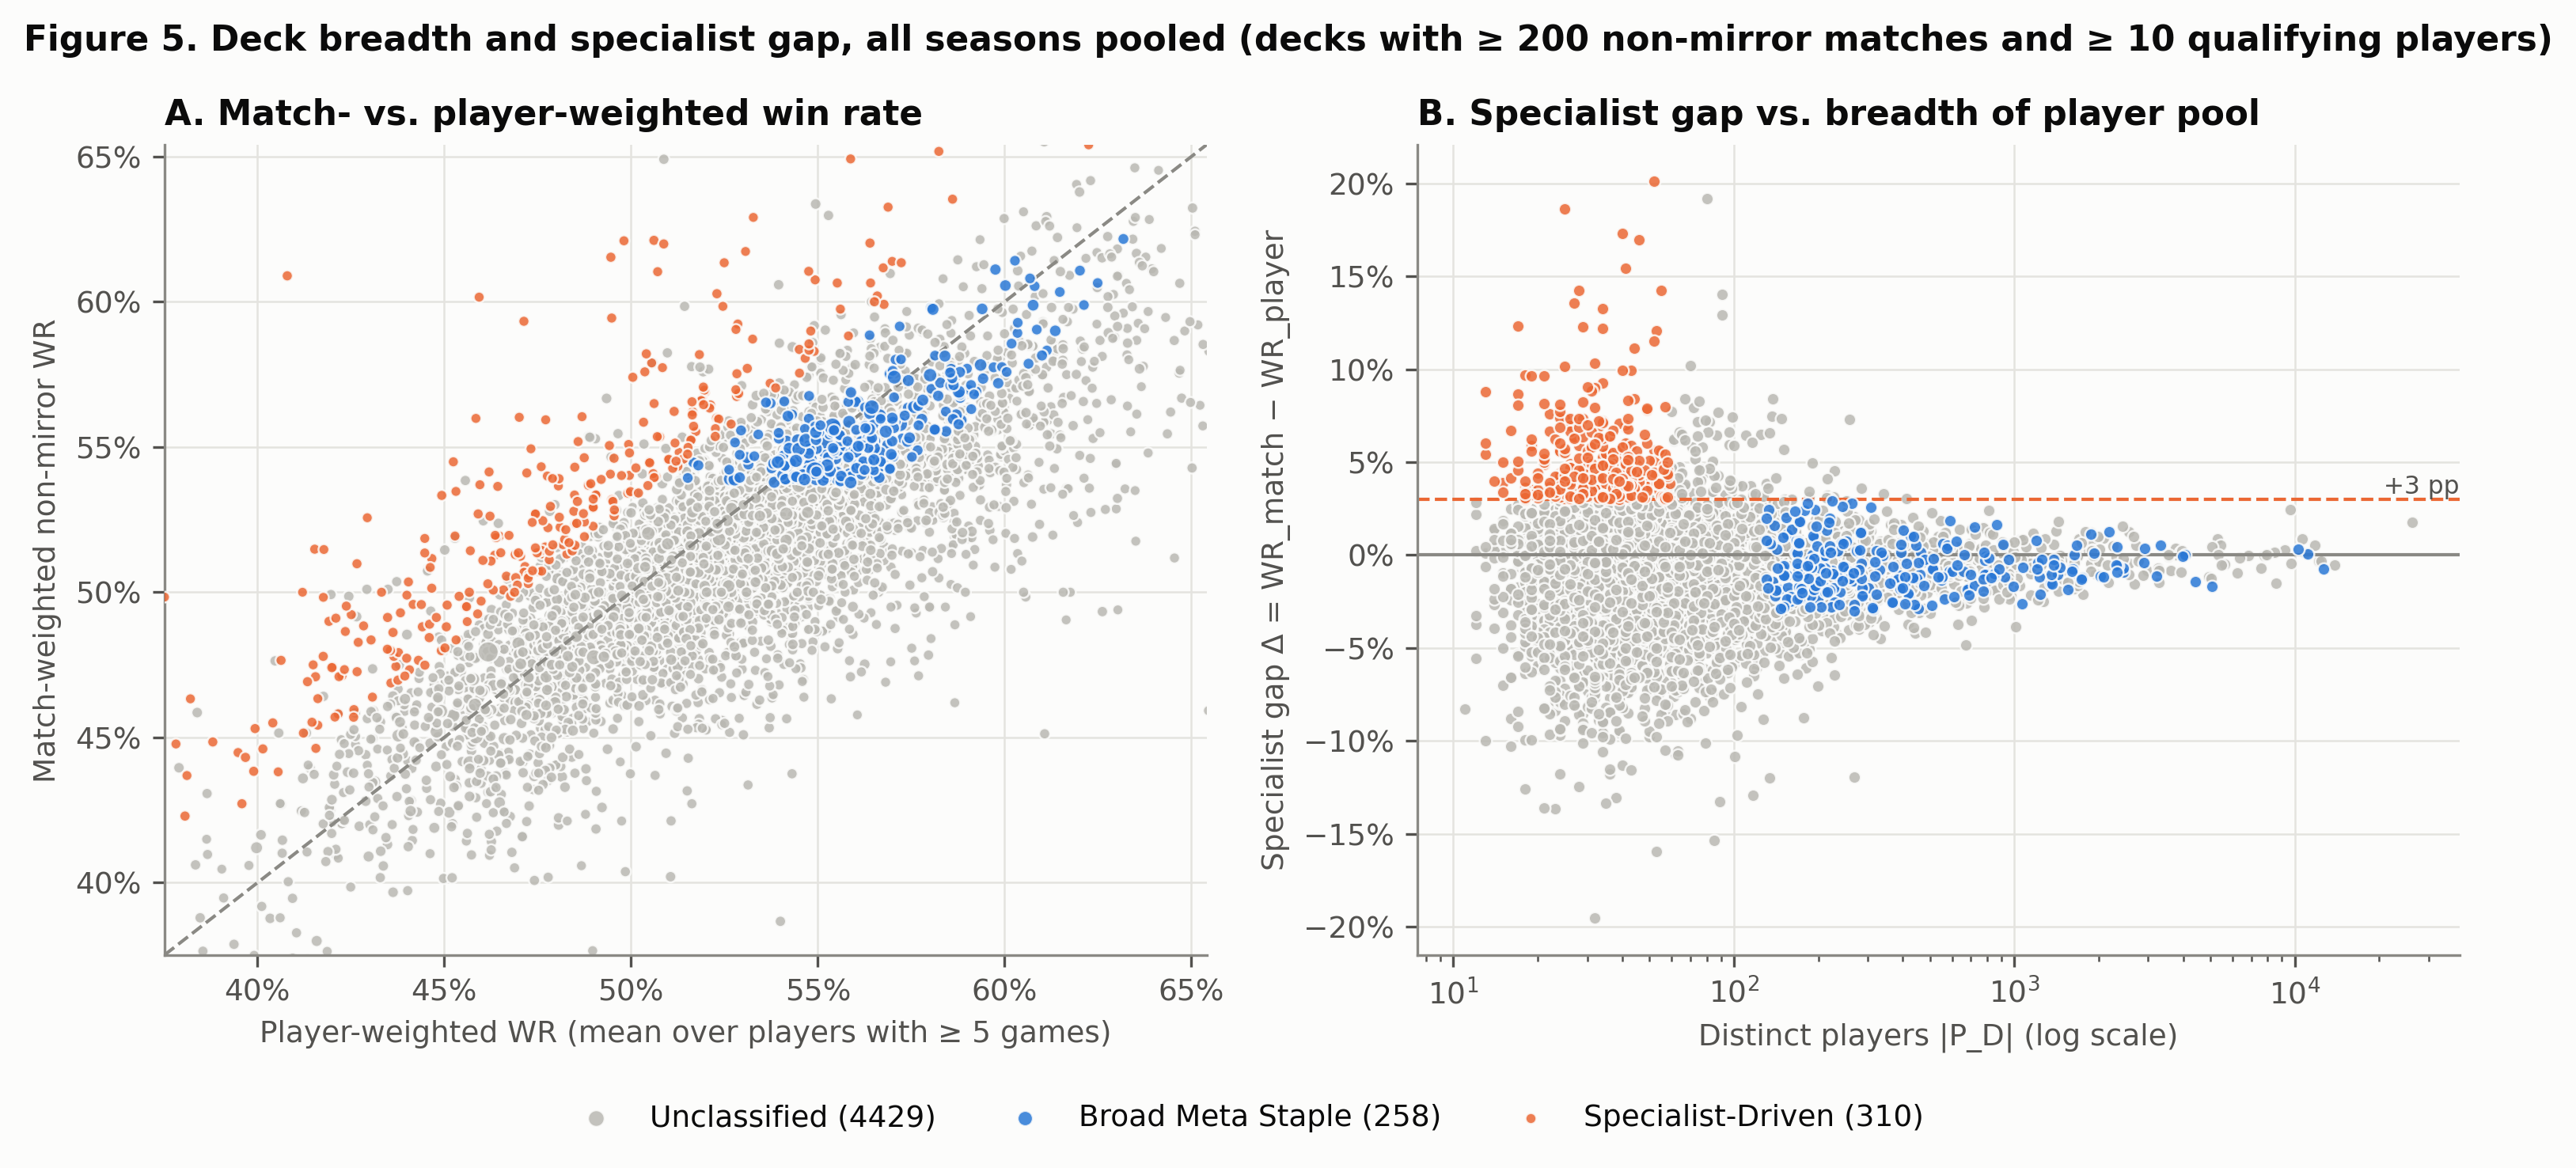 Figure 5. Deck breadth and specialist gap, all seasons pooled (decks with ≥ 200 non-mirror matches and ≥ 10 qualifying players)
A. Match- vs. player-weighted win rate
65%
60%
55%
50%
45%
40%
Match-weighted non-mirror WR
40%
45%
50%
55%
60%
65%
Player-weighted WR (mean over players with ≥ 5 games)
B. Specialist gap vs. breadth of player pool
20%
15%
10%
5%
0%
−5%
−10%
−15%
−20%
Specialist gap Δ = WR_match − WR_player
+3 pp
10¹
10²
10³
10⁴
Distinct players |P_D| (log scale)
Unclassified (4429)
Broad Meta Staple (258)
Specialist-Driven (310)